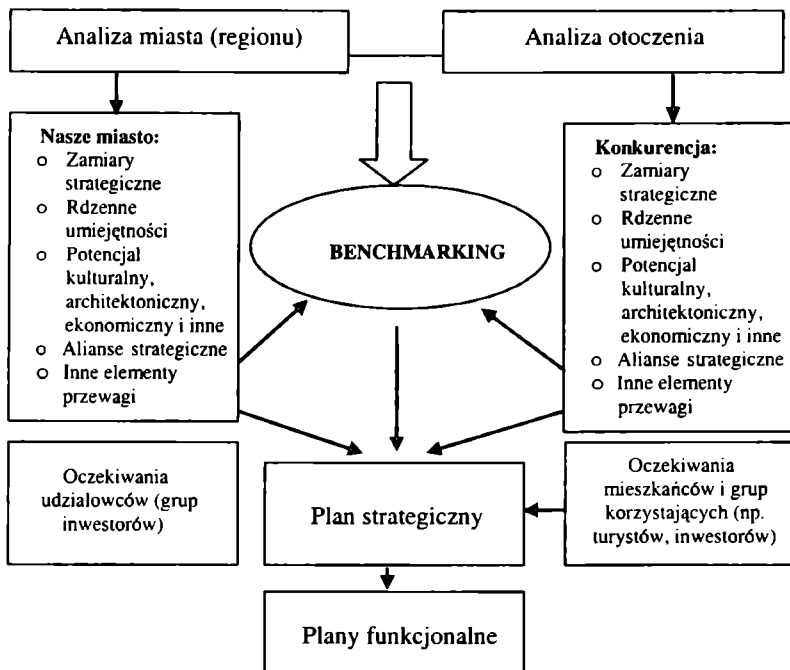 Analiza miasta (regionu)
Analiza otoczenia
Nasze miasto:
o Zamiary
strategiczne
o Rdzenne
umiejętności
o Potencjał
kulturalny,
architektoniczny,
ekonomiczny i inne
o Alianse strategiczne
o Inne elementy
przewagi
BENCHMARKING
Konkurencja:
o Zamiary
strategiczne
o Rdzenne
umiejętności
o Potencjał
kulturalny,
architektoniczny,
ekonomiczny i inne
o Alianse strategiczne
o Inne elementy
przewagi
Oczekiwania
udziałowców (grup
inwestorów)
Plan strategiczny
Oczekiwania
mieszkańców i grup
korzystających (np.
turystów, inwestorów)
Plany funkcjonalne